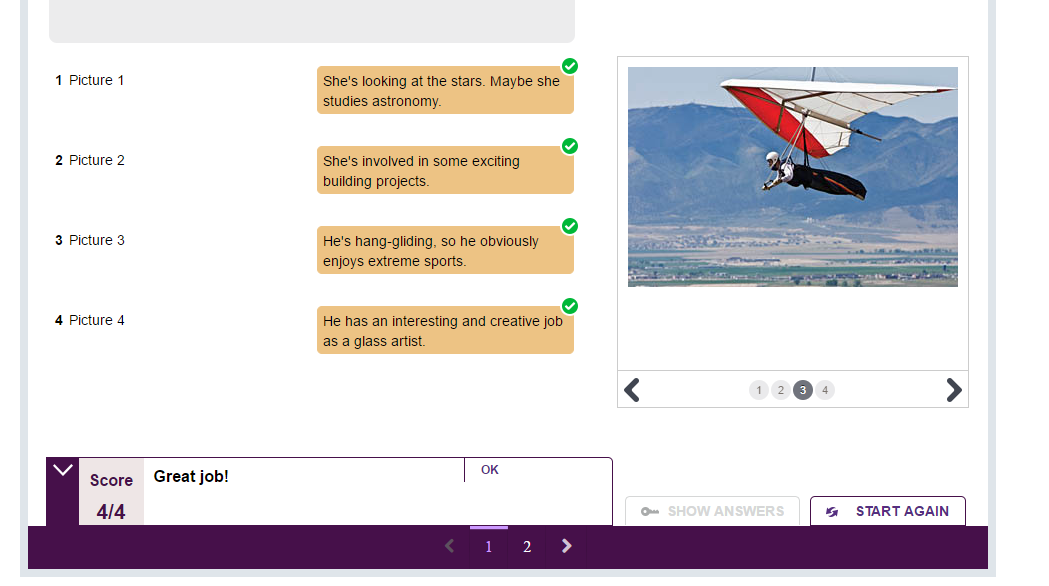 1 Picture 1
She's looking at the stars. Maybe she
studies astronomy.
2 Picture 2
She's involved in some exciting
building projects.
3 Picture 3
He's hang-gliding, so he obviously
enjoys extreme sports.
4 Picture 4
He has an interesting and creative job
as a glass artist.
1 2 3 4
Score
4/4
Great job!
OK
SHOW ANSWERS
START AGAIN
1 2